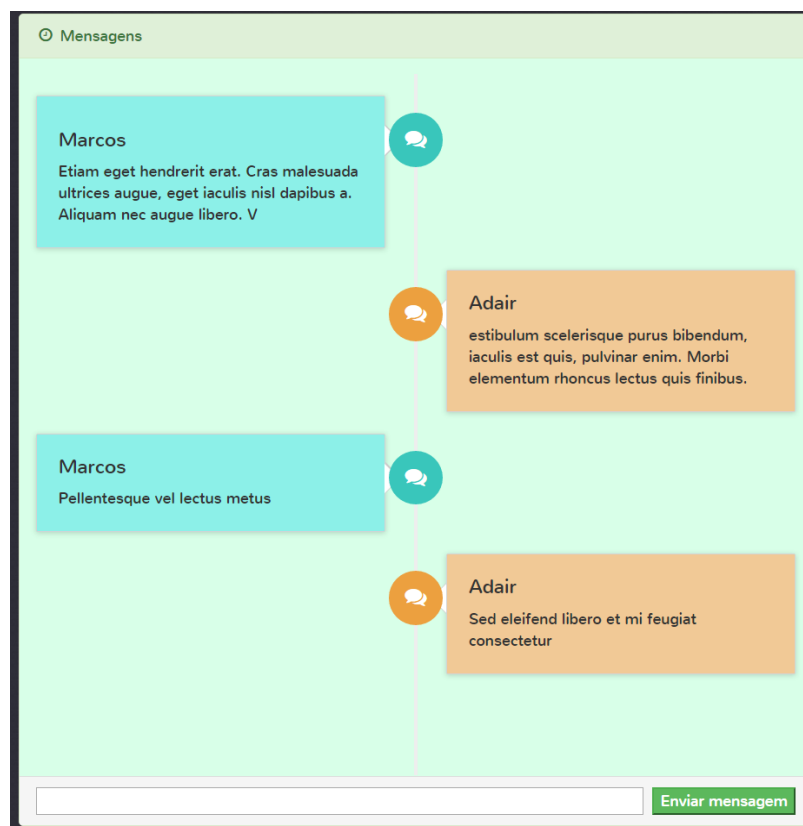 Mensagens
Marcos
Etiam eget hendrerit erat. Cras malesuada
ultrices augue, eget iaculis nisl dapibus a.
Aliquam nec augue libero. V
Adair
estibulum scelerisque purus bibendum,
iaculis est quis, pulvinar enim. Morbi
elementum rhoncus lectus quis finibus.
Marcos
Pellentesque vel lectus metus
Adair
Sed eleifend libero et mi feugiat
consectetur
Enviar mensagem